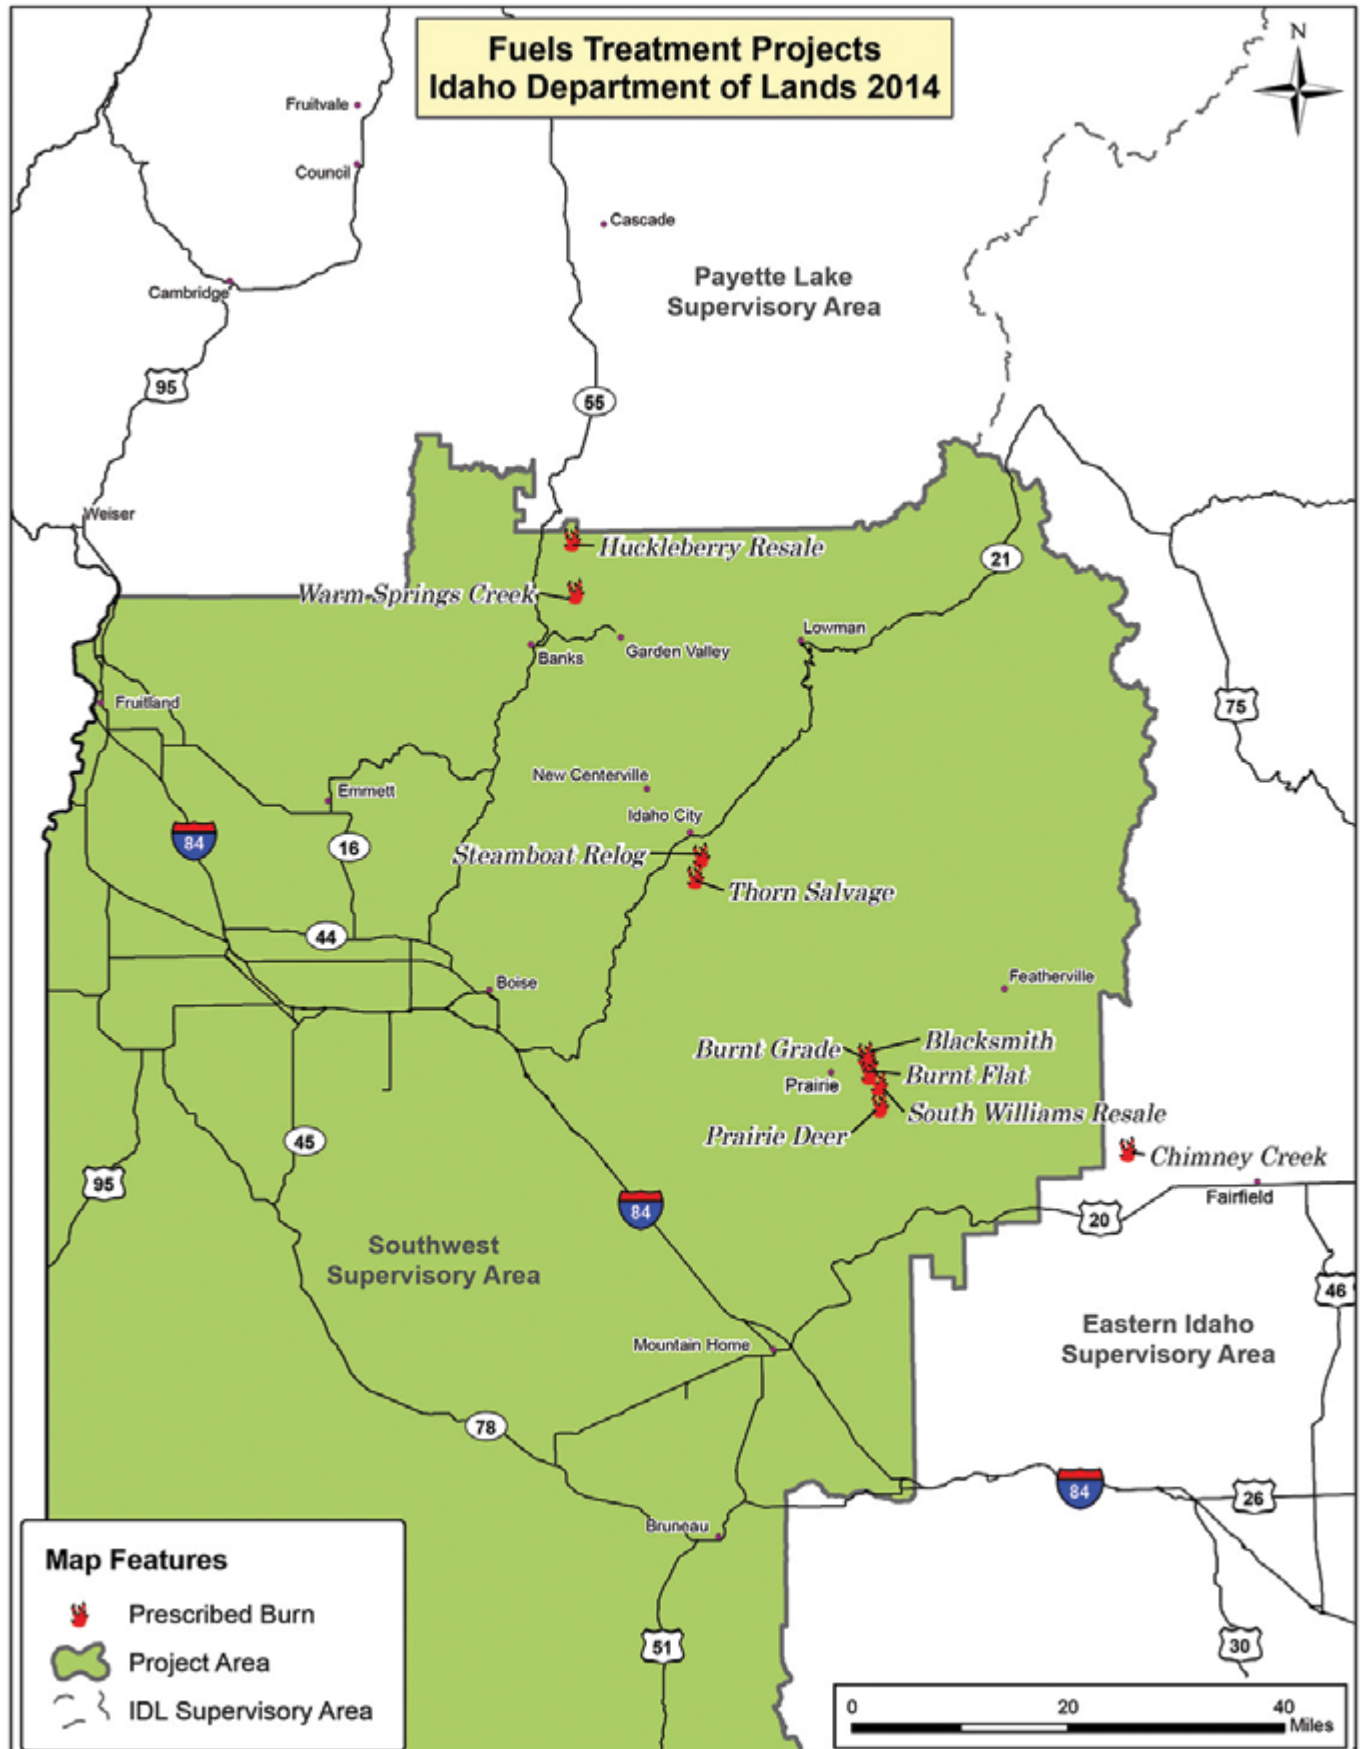 Fuels Treatment Projects
Idaho Department of Lands 2014
N
Fruitvale
Council
Cascade
Payette Lake
Supervisory Area
Cambridge
95
55
Weiser
Huckleberry Resale
21
Warm Springs Creek
Lowman
Banks
Garden Valley
Fruitland
75
New Centerville
Emmett
Idaho City
84
16
Steamboat Relog
Thorn Salvage
44
Featherville
Boise
Burnt Grade
Blacksmith
Prairie
Burnt Flat
South Williams Resale
Prairie Deer
45
Chimney Creek
95
Fairfield
84
20
Southwest
Supervisory Area
46
Eastern Idaho
Supervisory Area
Mountain Home
78
84
26
Bruneau
Map Features
Prescribed Burn
Project Area
IDL Supervisory Area
51
30
0 20 40
Miles